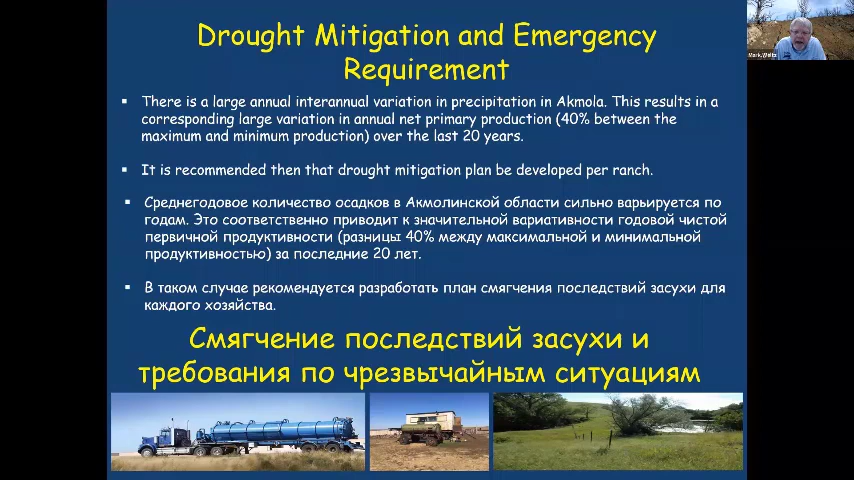 Drought Mitigation and Emergency
Requirement
▪ There is a large annual interannual variation in precipitation in Akmola. This results in a
corresponding large variation in annual net primary production (40% between the
maximum and minimum production) over the last 20 years.
▪ It is recommended then that drought mitigation plan be developed per ranch.
▪ Среднегодовое количество осадков в Акмолинской области сильно варьируется по
годам. Это соответственно приводит к значительной вариативности годовой чистой
первичной продуктивности (разницы 40% между максимальной и минимальной
продуктивностью) за последние 20 лет.
▪ В таком случае рекомендуется разработать план смягчения последствий засухи для
каждого хозяйства.
Смягчение последствий засухи и
требования по чрезвычайным ситуациям
Mark.Weltz